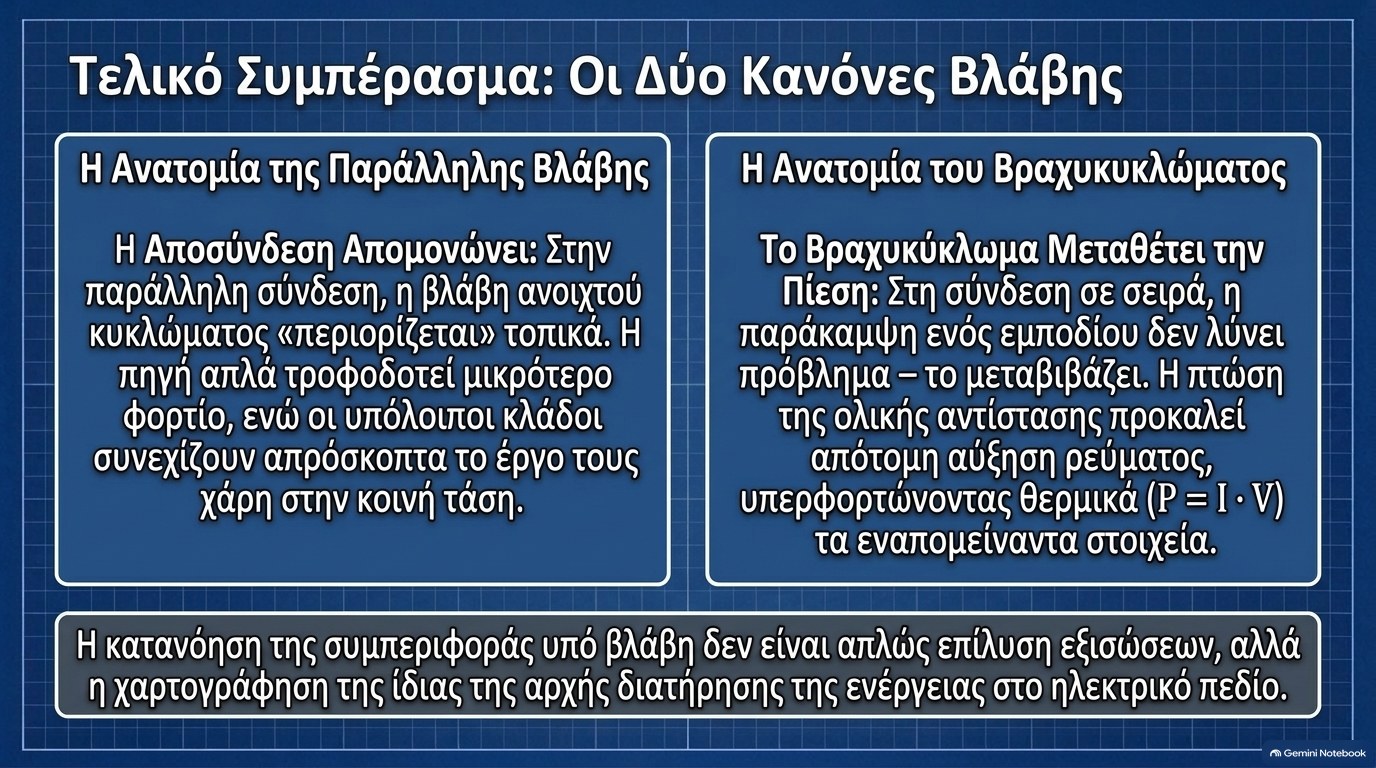 Τελικό Συμπέρασμα: Οι Δύο Κανόνες Βλάβης
Η Ανατομία της Παράλληλης Βλάβης
Η Αποσύνδεση Απομονώνει: Στην
παράλληλη σύνδεση, η βλάβη ανοιχτού
κυκλώματος «περιορίζεται» τοπικά. Η
πηγή απλά τροφοδοτεί μικρότερο
φορτίο, ενώ οι υπόλοιποι κλάδοι
συνεχίζουν απρόσκοπτα το έργο τους
χάρη στην κοινή τάση.
Η Ανατομία του Βραχυκυκλώματος
Το Βραχυκύκλωμα Μεταθέτει την
Πίεση: Στη σύνδεση σε σειρά, η
παράκαμψη ενός εμποδίου δεν λύνει
πρόβλημα – το μεταβιβάζει. Η πτώση
της ολικής αντίστασης προκαλεί
απότομη αύξηση ρεύματος,
υπερφορτώνοντας θερμικά (P = I · V)
τα εναπομείναντα στοιχεία.
Η κατανόηση της συμπεριφοράς υπό βλάβη δεν είναι απλώς επίλυση εξισώσεων, αλλά
η χαρτογράφηση της ίδιας της αρχής διατήρησης της ενέργειας στο ηλεκτρικό πεδίο.
Gemini Notebook